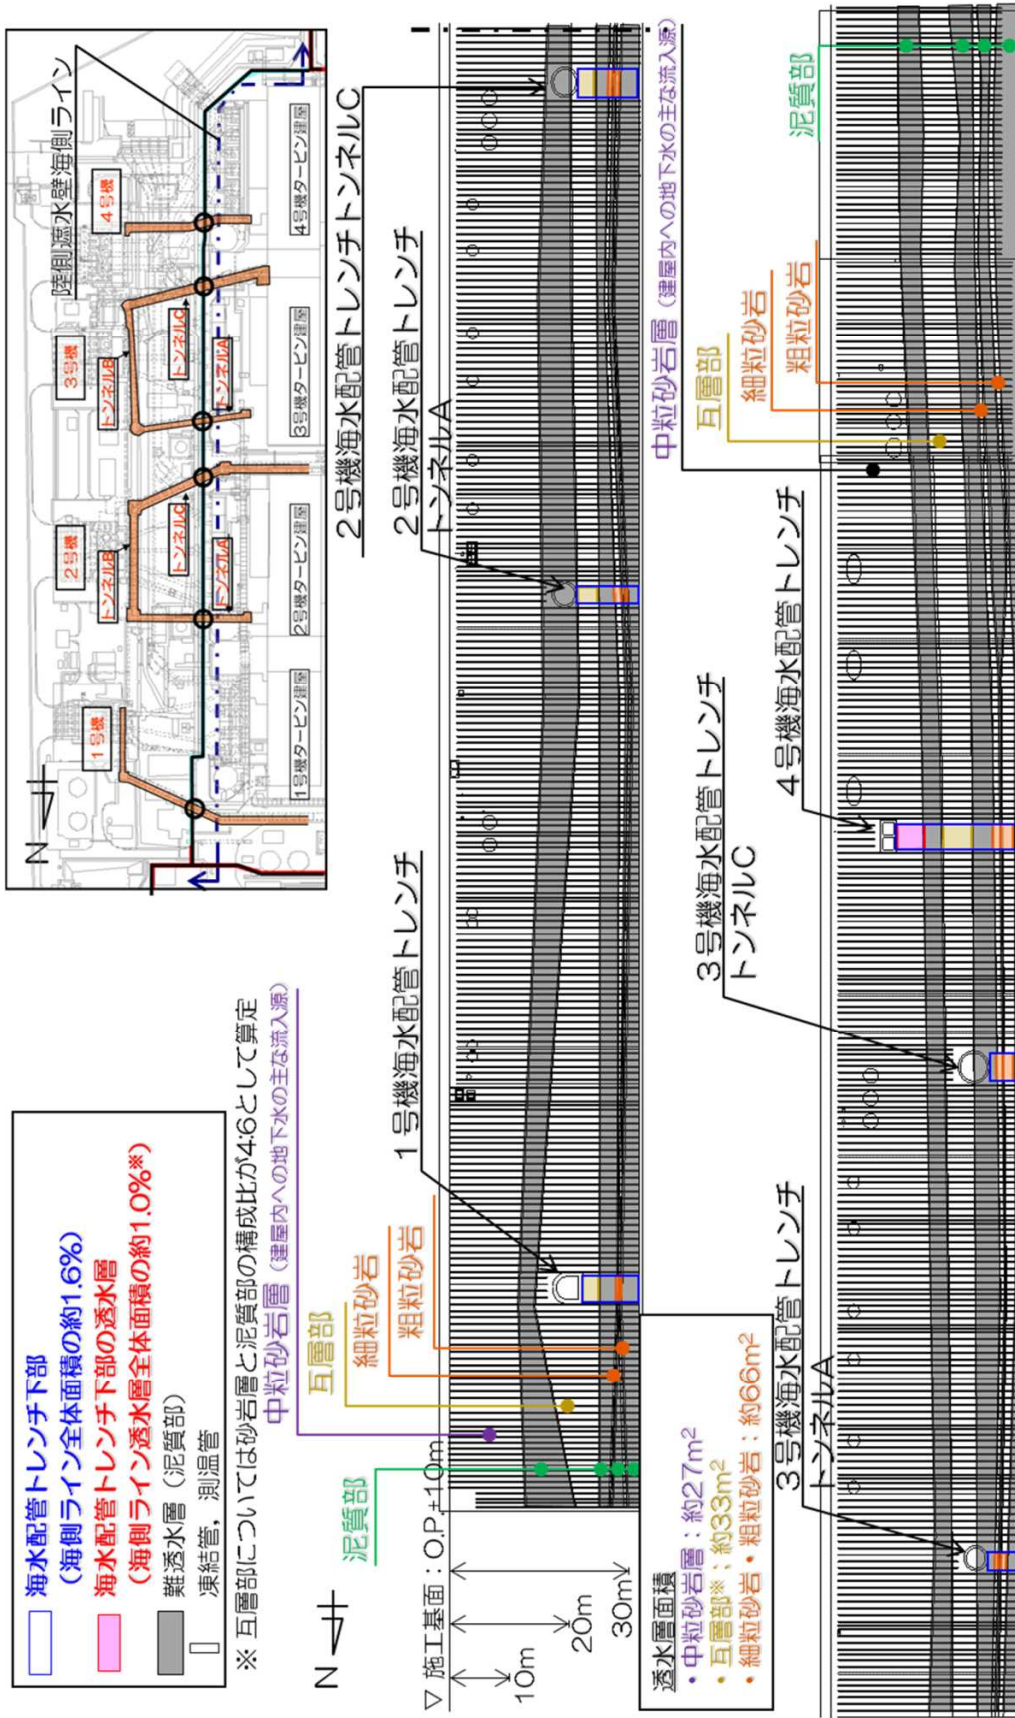 海水配管トレンチ下部
(海側ライン全体面積の約1.6%)
海水配管トレンチ下部の透水層
(海側ライン透水層全体面積の約1.0%※)
難透水層（泥質部）
凍結管，測温管
※ 互層部については砂岩層と泥質部の構成比が4:6として算定
N
陸側遮水壁海側ライン
1号機
2号機
3号機
4号機
トンネルB
トンネルC
トンネルA
トンネルB
トンネルC
トンネルA
1号機タービン建屋
2号機タービン建屋
3号機タービン建屋
4号機タービン建屋
N
▽ 施工基面：O.P.±10m
10m
20m
30m
泥質部
中粒砂岩層（建屋内への地下水の主な流入源）
互層部
細粒砂岩
粗粒砂岩
1号機海水配管トレンチ
2号機海水配管トレンチ
トンネルA
2号機海水配管トレンチトンネルC
透水層面積
・中粒砂岩層：約27m²
・互層部※：約33m²
・細粒砂岩・粗粒砂岩：約66m²
3号機海水配管トレンチ
トンネルA
3号機海水配管トレンチ
トンネルC
4号機海水配管トレンチ
中粒砂岩層（建屋内への地下水の主な流入源）
互層部
細粒砂岩
粗粒砂岩
泥質部